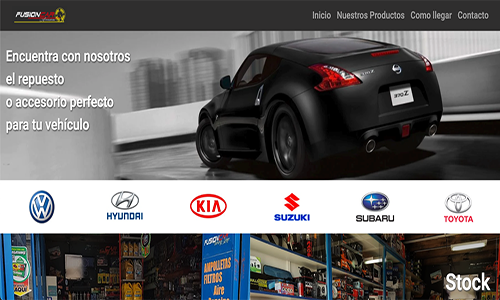 FUSION
Inicio Nuestros Productos Como llegar Contacto
Encuentra con nosotros
el repuesto
o accesorio perfecto
para tu vehículo
370Z
HYUNDAI
KIA
SUZUKI
SUBARU
TOYOTA
FUSION
AMPOLLETAS
FILTROS
Aire
Stock